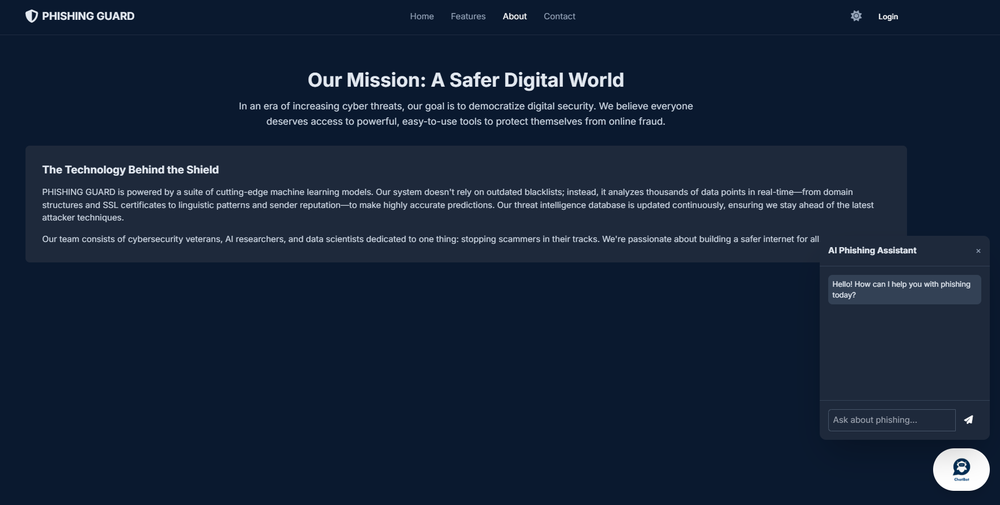 PHISHING GUARD
Home
Features
About
Contact
Login
Our Mission: A Safer Digital World
In an era of increasing cyber threats, our goal is to democratize digital security. We believe everyone
deserves access to powerful, easy-to-use tools to protect themselves from online fraud.
The Technology Behind the Shield
PHISHING GUARD is powered by a suite of cutting-edge machine learning models. Our system doesn't rely on outdated blacklists; instead, it analyzes thousands of data points in real-time—from domain
structures and SSL certificates to linguistic patterns and sender reputation—to make highly accurate predictions. Our threat intelligence database is updated continuously, ensuring we stay ahead of the latest
attacker techniques.
Our team consists of cybersecurity veterans, AI researchers, and data scientists dedicated to one thing: stopping scammers in their tracks. We're passionate about building a safer internet for all
AI Phishing Assistant
×
Hello! How can I help you with phishing
today?
Ask about phishing...
ChatBot